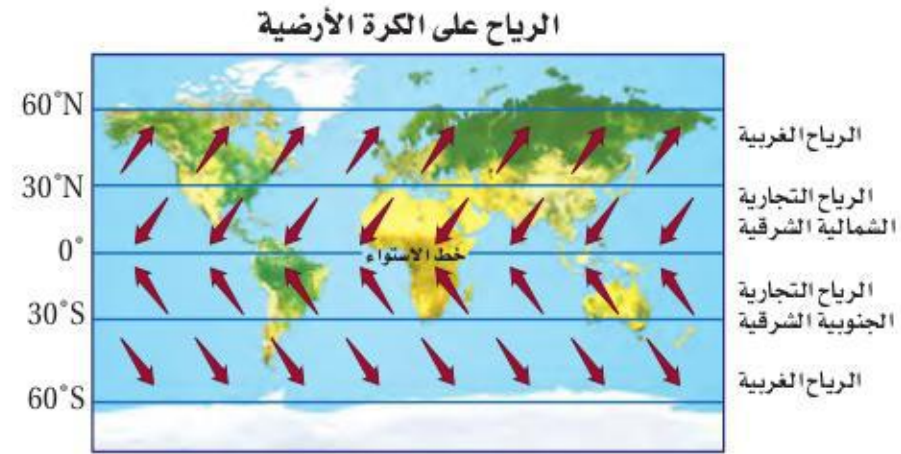 الرياح على الكرة الأرضية
60°N
الرياح الغربية
30°N
الرياح التجارية
الشمالية الشرقية
0°
خط الاستواء
الرياح التجارية
الجنوبية الشرقية
30°S
الرياح الغربية
60°S